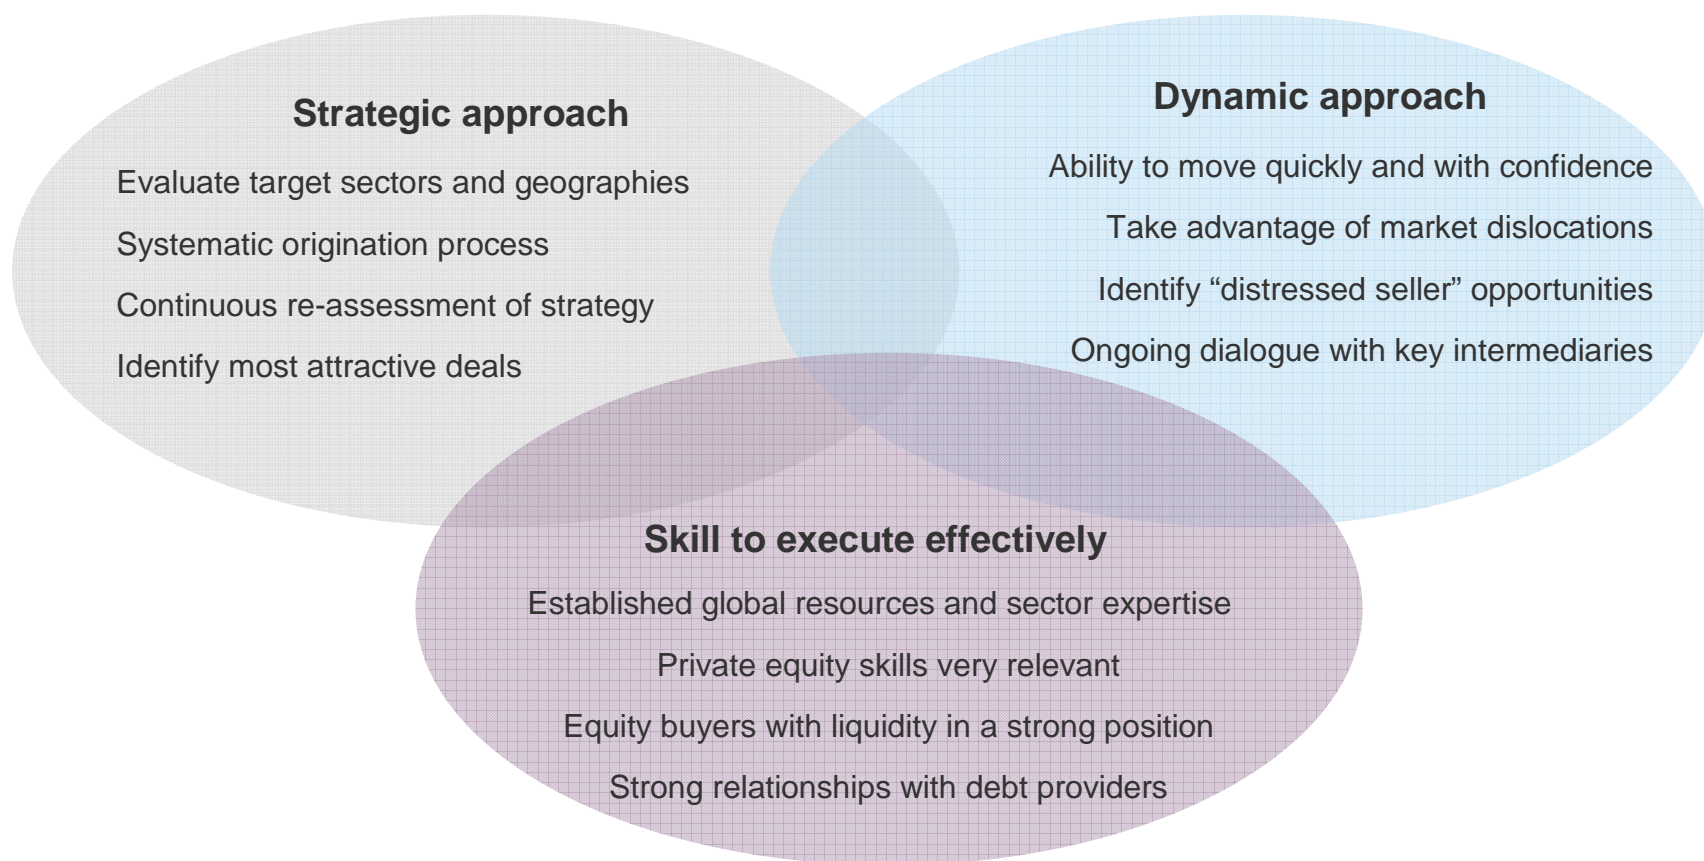 Strategic approach
Evaluate target sectors and geographies
Systematic origination process
Continuous re-assessment of strategy
Identify most attractive deals
Dynamic approach
Ability to move quickly and with confidence
Take advantage of market dislocations
Identify “distressed seller” opportunities
Ongoing dialogue with key intermediaries
Skill to execute effectively
Established global resources and sector expertise
Private equity skills very relevant
Equity buyers with liquidity in a strong position
Strong relationships with debt providers